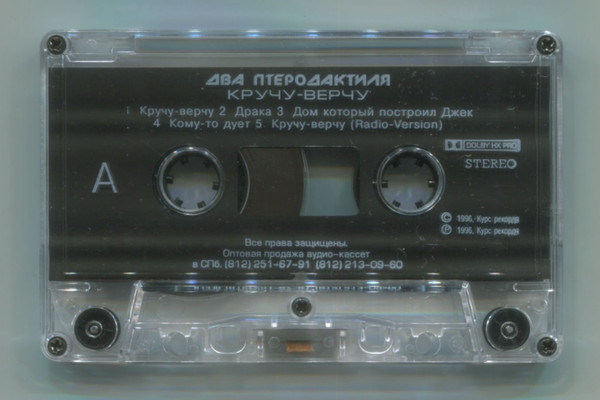 ДВА ПТЕРОДАКТИЛЯ
КРУЧУ-ВЕРЧУ
1 Кручу-верчу 2 Драка 3 Дом который построил Джек
4 Кому-то дует 5 Кручу-верчу (Radio-Version)
DOLBY HX PRO
A
STEREO
© 1996, Курс рекордз
℗ 1996, Курс рекордз
Все права защищены.
Оптовая продажа аудио-кассет
в СПб. (812) 251-67-91 (812) 213-09-60